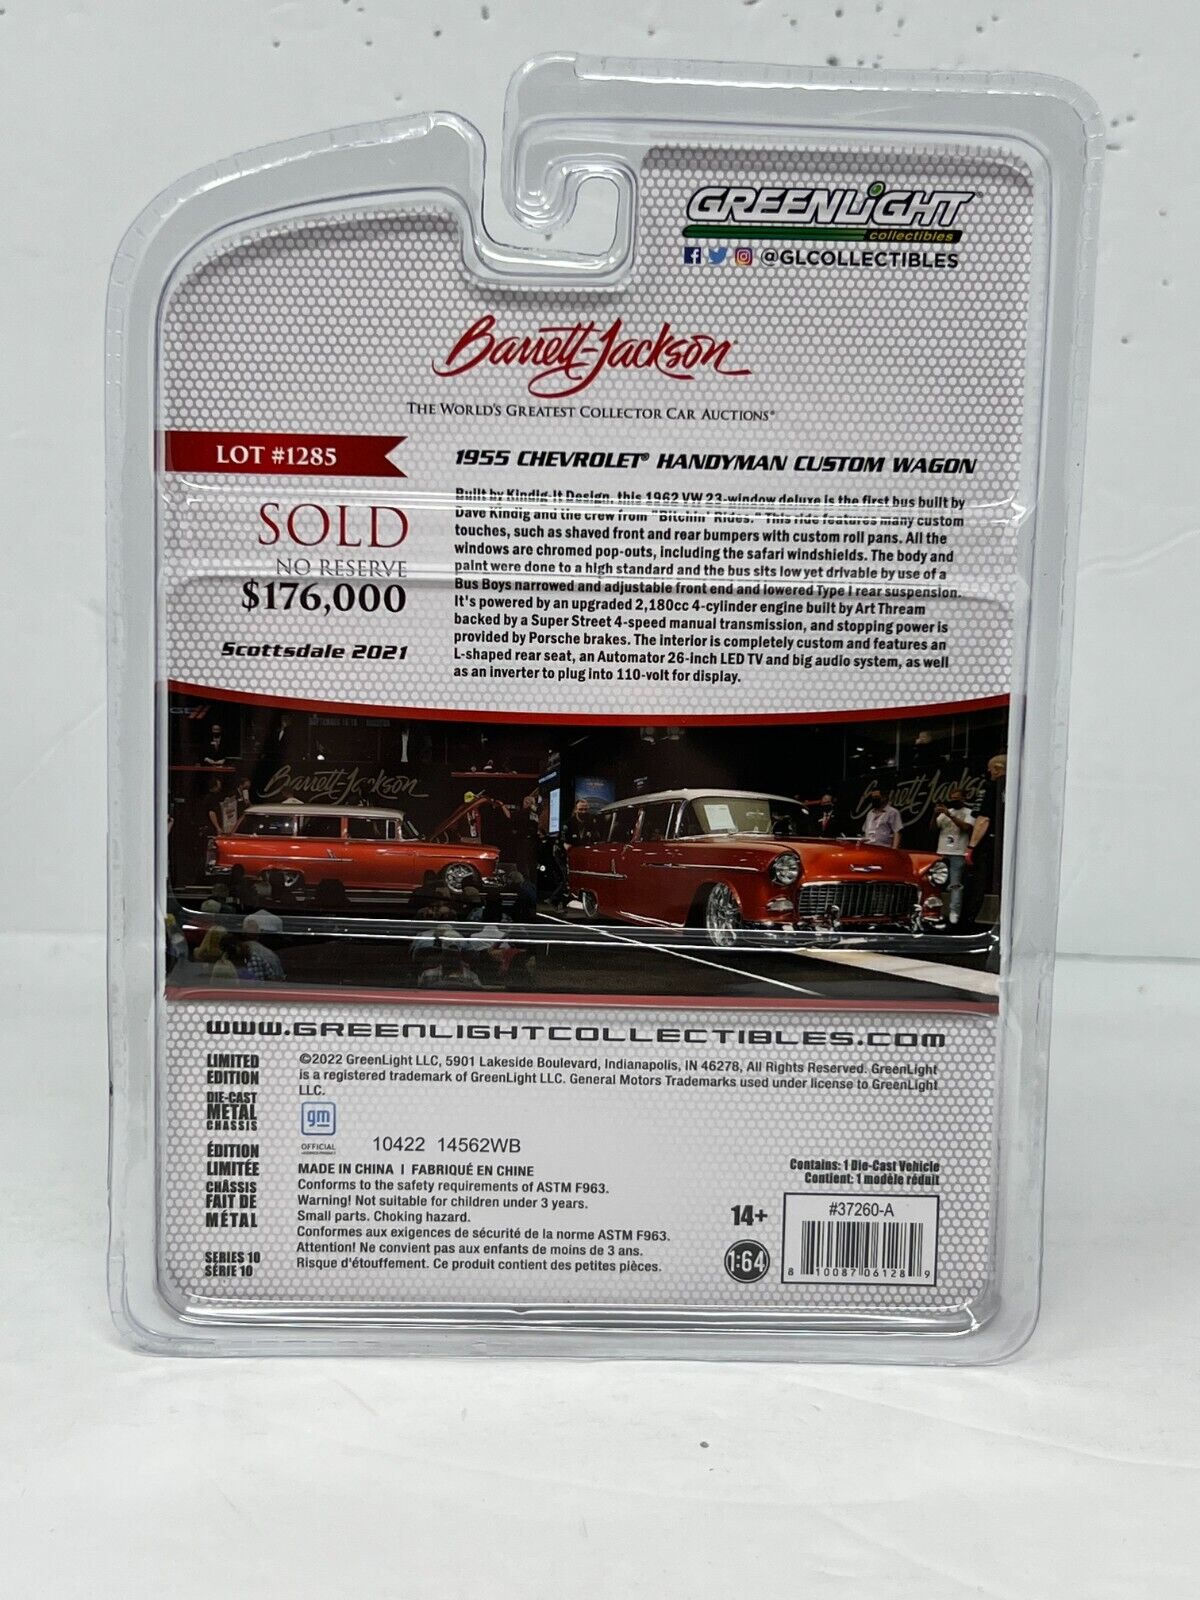 GREENLIGHT
collectibles
@GLCOLLECTIBLES
Barrett-Jackson
THE WORLD'S GREATEST COLLECTOR CAR AUCTIONS®
LOT #1285
SOLD
NO RESERVE
$176,000
Scottsdale 2021
1955 CHEVROLET® HANDYMAN CUSTOM WAGON
Built by Kindig-It Design, this 1962 VW 23-window deluxe is the first bus built by
Dave Kindig and the crew from "Bitchin' Rides." This ride features many custom
touches, such as shaved front and rear bumpers with custom roll pans. All the
windows are chromed pop-outs, including the safari windshields. The body and
paint were done to a high standard and the bus sits low yet drivable by use of a
Bus Boys narrowed and adjustable front end and lowered Type I rear suspension.
It's powered by an upgraded 2,180cc 4-cylinder engine built by Art Thream
backed by a Super Street 4-speed manual transmission, and stopping power is
provided by Porsche brakes. The interior is completely custom and features an
L-shaped rear seat, an Automator 26-inch LED TV and big audio system, as well
as an inverter to plug into 110-volt for display.
Barrett-Jackson
Barrett-Jackson
WWW.GREENLIGHTCOLLECTIBLES.COM
LIMITED
EDITION
DIE-CAST
METAL
CHASSIS
ÉDITION
LIMITÉE
CHÂSSIS
FAIT DE
MÉTAL
SERIES 10
SÉRIE 10
©2022 GreenLight LLC, 5901 Lakeside Boulevard, Indianapolis, IN 46278, All Rights Reserved. GreenLight
is a registered trademark of GreenLight LLC. General Motors Trademarks used under license to GreenLight
LLC.
gm
OFFICIAL
10422 14562WB
MADE IN CHINA | FABRIQUÉ EN CHINE
Conforms to the safety requirements of ASTM F963.
Warning! Not suitable for children under 3 years.
Small parts. Choking hazard.
Conformes aux exigences de sécurité de la norme ASTM F963.
Attention! Ne convient pas aux enfants de moins de 3 ans.
Risque d'étouffement. Ce produit contient des petites pièces.
Contains: 1 Die-Cast Vehicle
Contient: 1 modèle réduit
14+
1:64
#37260-A
8 10087 06128 9